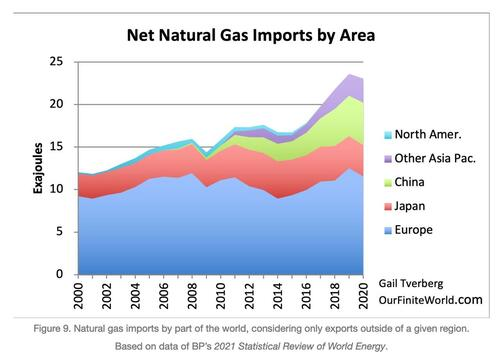 Net Natural Gas Imports by Area
25
20
15
10
5
0
Exajoules
2000
2002
2004
2006
2008
2010
2012
2014
2016
2018
2020
North Amer.
Other Asia Pac.
China
Japan
Europe
Gail Tverberg
OurFiniteWorld.com
Figure 9. Natural gas imports by part of the world, considering only exports outside of a given region.
Based on data of BP's 2021 Statistical Review of World Energy.